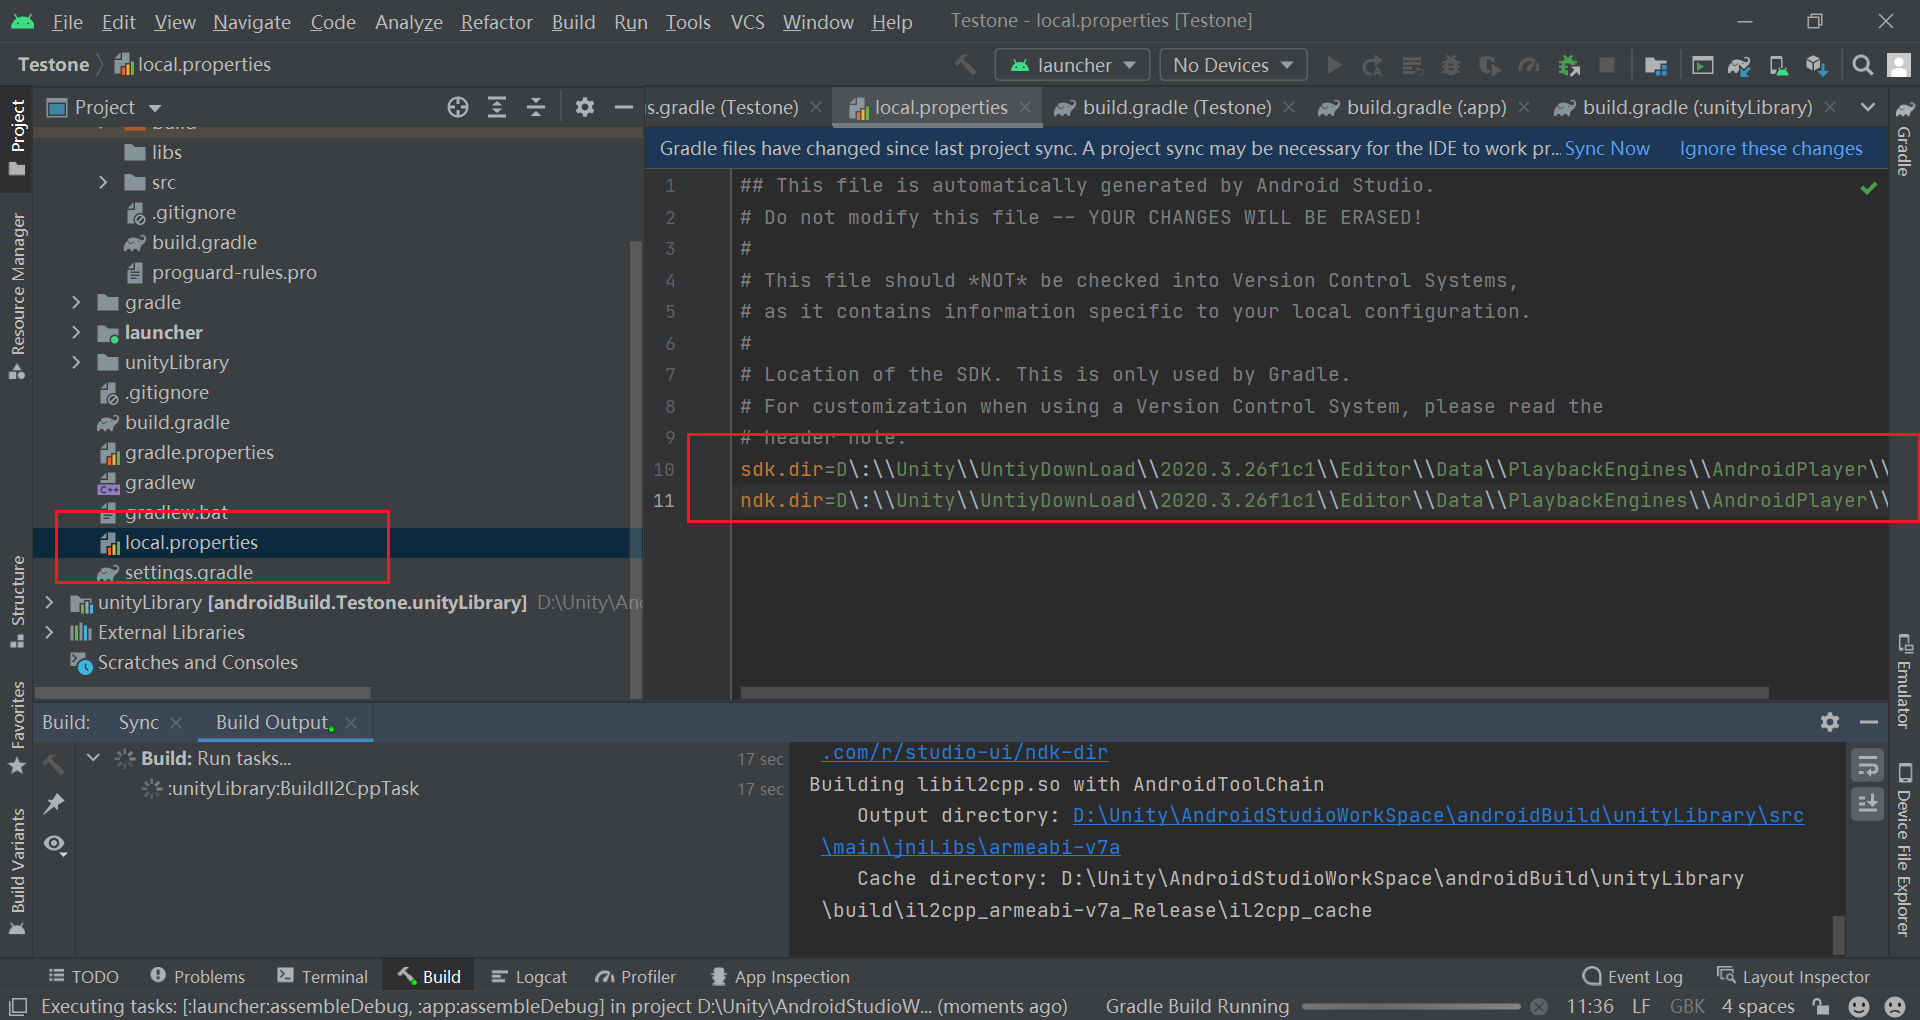 File Edit View Navigate Code Analyze Refactor Build Run Tools VCS Window Help Testone - local.properties [Testone]
Testone local.properties launcher No Devices
Project
s.gradle (Testone) local.properties build.gradle (Testone) build.gradle (:app) build.gradle (:unityLibrary)
Gradle files have changed since last project sync. A project sync may be necessary for the IDE to work pr... Sync Now Ignore these changes
Project
Resource Manager
Structure
Favorites
Build Variants
build
libs
src
.gitignore
build.gradle
proguard-rules.pro
gradle
launcher
unityLibrary
.gitignore
build.gradle
gradle.properties
gradlew
gradlew.bat
local.properties
settings.gradle
unityLibrary [androidBuild.Testone.unityLibrary] D:\Unity\And
External Libraries
Scratches and Consoles
1 ## This file is automatically generated by Android Studio.
2 # Do not modify this file -- YOUR CHANGES WILL BE ERASED!
3 #
4 # This file should *NOT* be checked into Version Control Systems,
5 # as it contains information specific to your local configuration.
6 #
7 # Location of the SDK. This is only used by Gradle.
8 # For customization when using a Version Control System, please read the
9 # header note.
10 sdk.dir=D\:\\Unity\\UntiyDownLoad\\2020.3.26f1c1\\Editor\\Data\\PlaybackEngines\\AndroidPlayer\\
11 ndk.dir=D\:\\Unity\\UntiyDownLoad\\2020.3.26f1c1\\Editor\\Data\\PlaybackEngines\\AndroidPlayer\\
Gradle
Emulator
Device File Explorer
Build: Sync Build Output
Build: Run tasks... 17 sec
:unityLibrary:BuildIl2CppTask 17 sec
.com/r/studio-ui/ndk-dir
Building libil2cpp.so with AndroidToolChain
Output directory: D:\Unity\AndroidStudioWorkSpace\androidBuild\unityLibrary\src
\main\jniLibs\armeabi-v7a
Cache directory: D:\Unity\AndroidStudioWorkSpace\androidBuild\unityLibrary
\build\il2cpp_armeabi-v7a_Release\il2cpp_cache
TODO Problems Terminal Build Logcat Profiler App Inspection Event Log Layout Inspector
Executing tasks: [:launcher:assembleDebug, :app:assembleDebug] in project D:\Unity\AndroidStudioW... (moments ago) Gradle Build Running 11:36 LF GBK 4 spaces